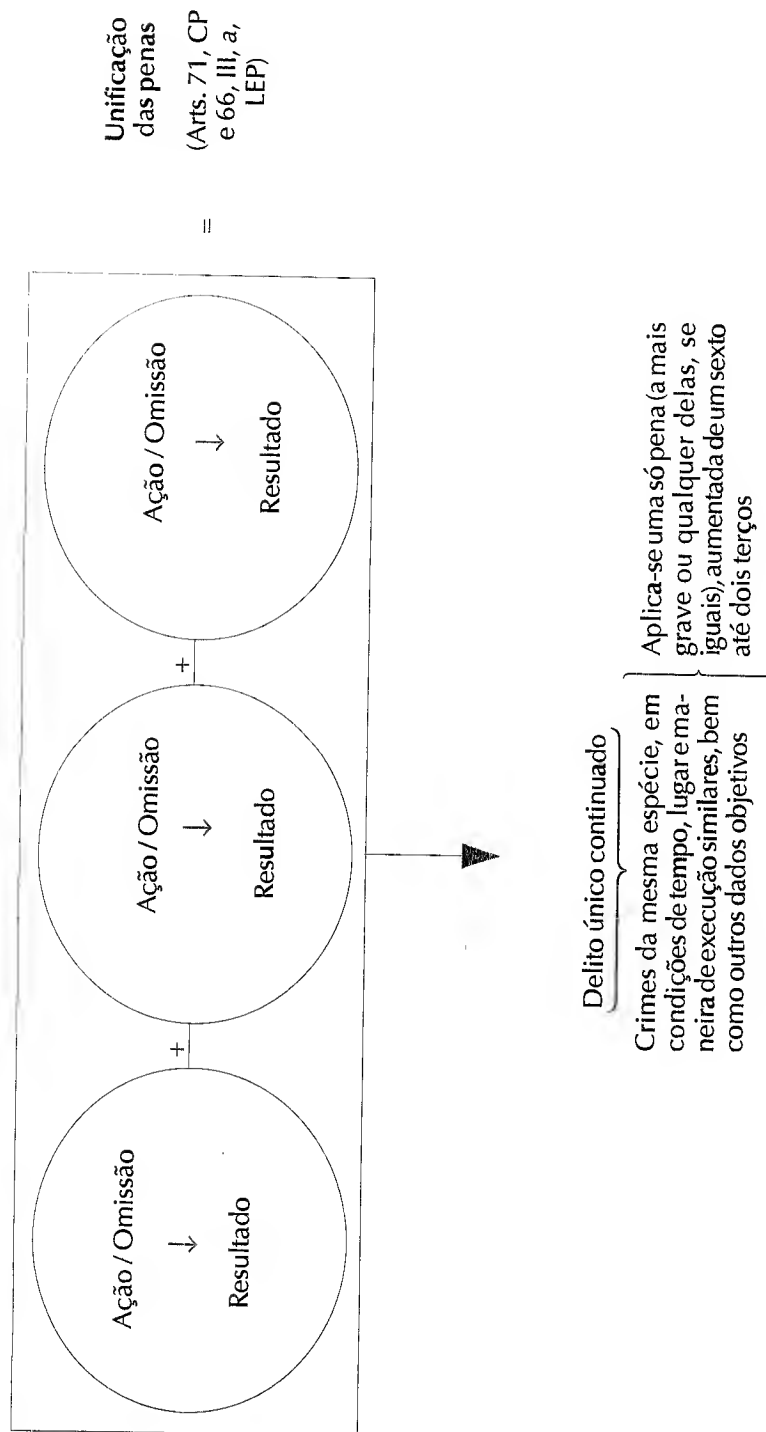 Ação / Omissão
↓
Resultado
+
Ação / Omissão
↓
Resultado
+
Ação / Omissão
↓
Resultado
=
Unificação
das penas
(Arts. 71, CP
e 66, III, a,
LEP)
Delito único continuado
Crimes da mesma espécie, em
condições de tempo, lugar e ma-
neira de execução similares, bem
como outros dados objetivos
Aplica-se uma só pena (a mais
grave ou qualquer delas, se
iguais), aumentada de um sexto
até dois terços